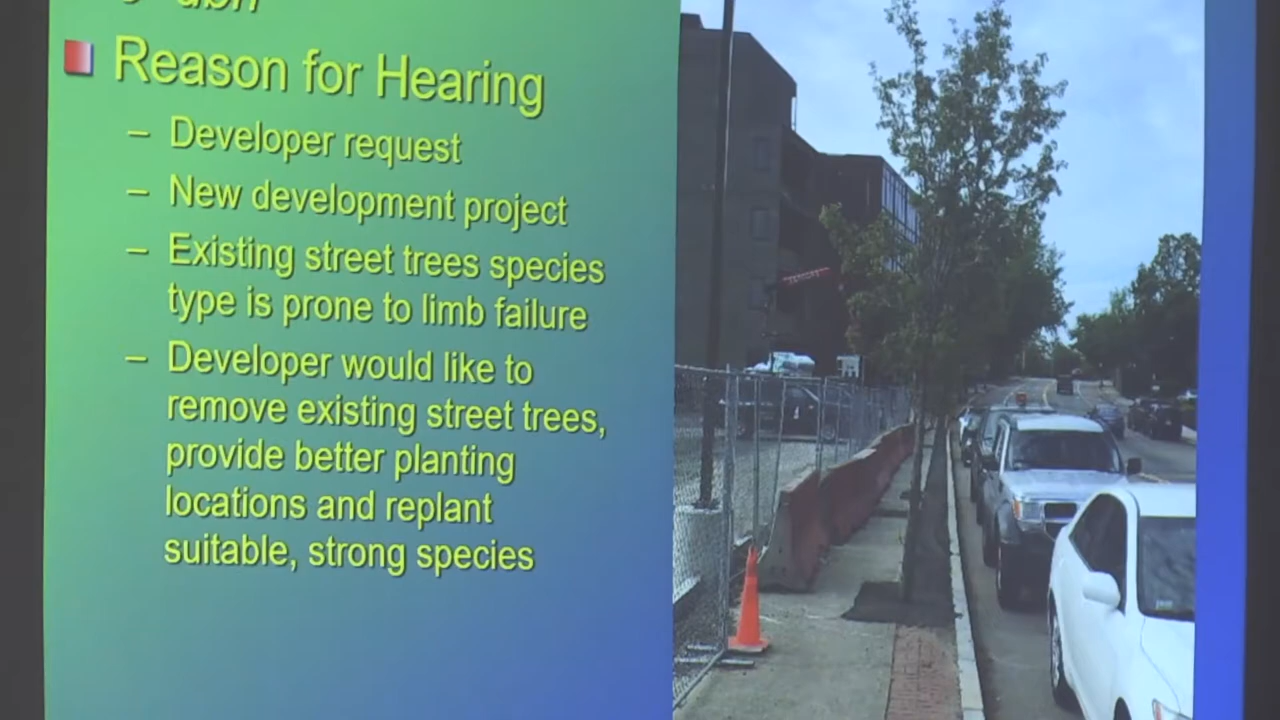 dbh
Reason for Hearing
– Developer request
– New development project
– Existing street trees species
type is prone to limb failure
– Developer would like to
remove existing street trees,
provide better planting
locations and replant
suitable, strong species